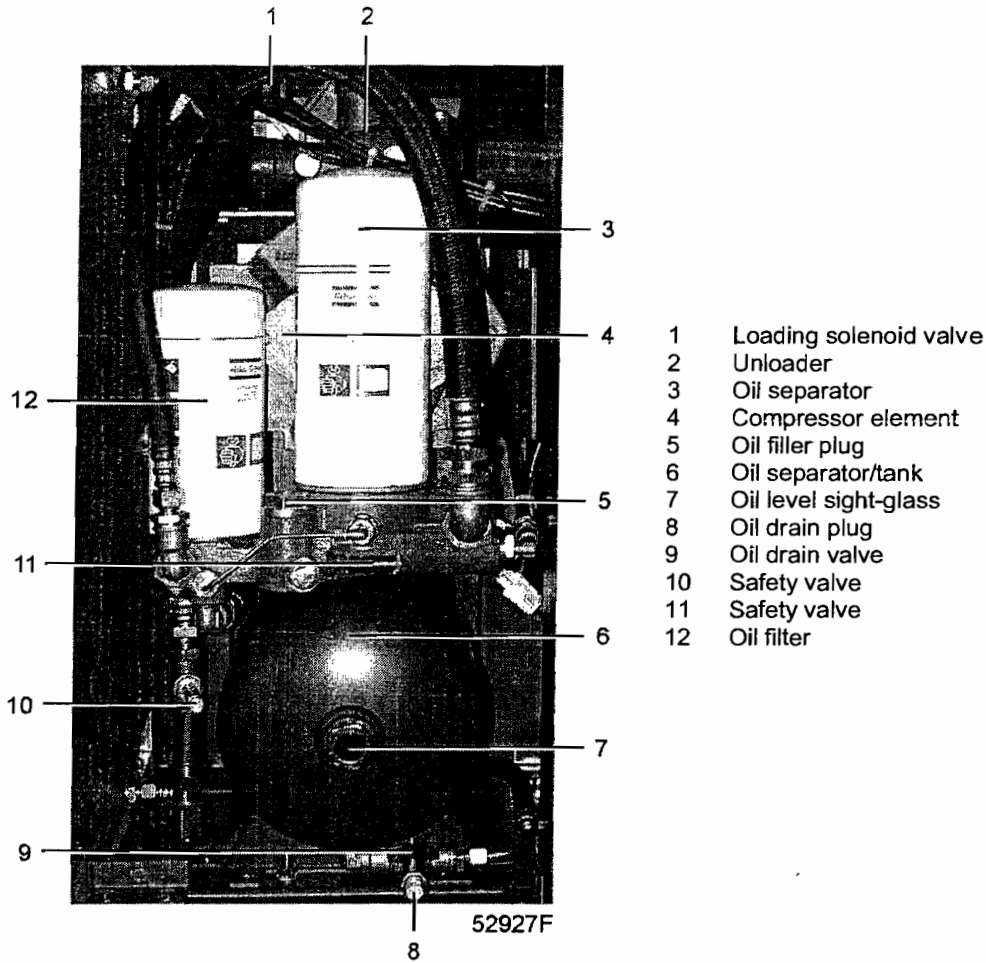 1 2
3
4
12
5
11
6
10
7
9
52927F
8
1 Loading solenoid valve
2 Unloader
3 Oil separator
4 Compressor element
5 Oil filler plug
6 Oil separator/tank
7 Oil level sight-glass
8 Oil drain plug
9 Oil drain valve
10 Safety valve
11 Safety valve
12 Oil filter